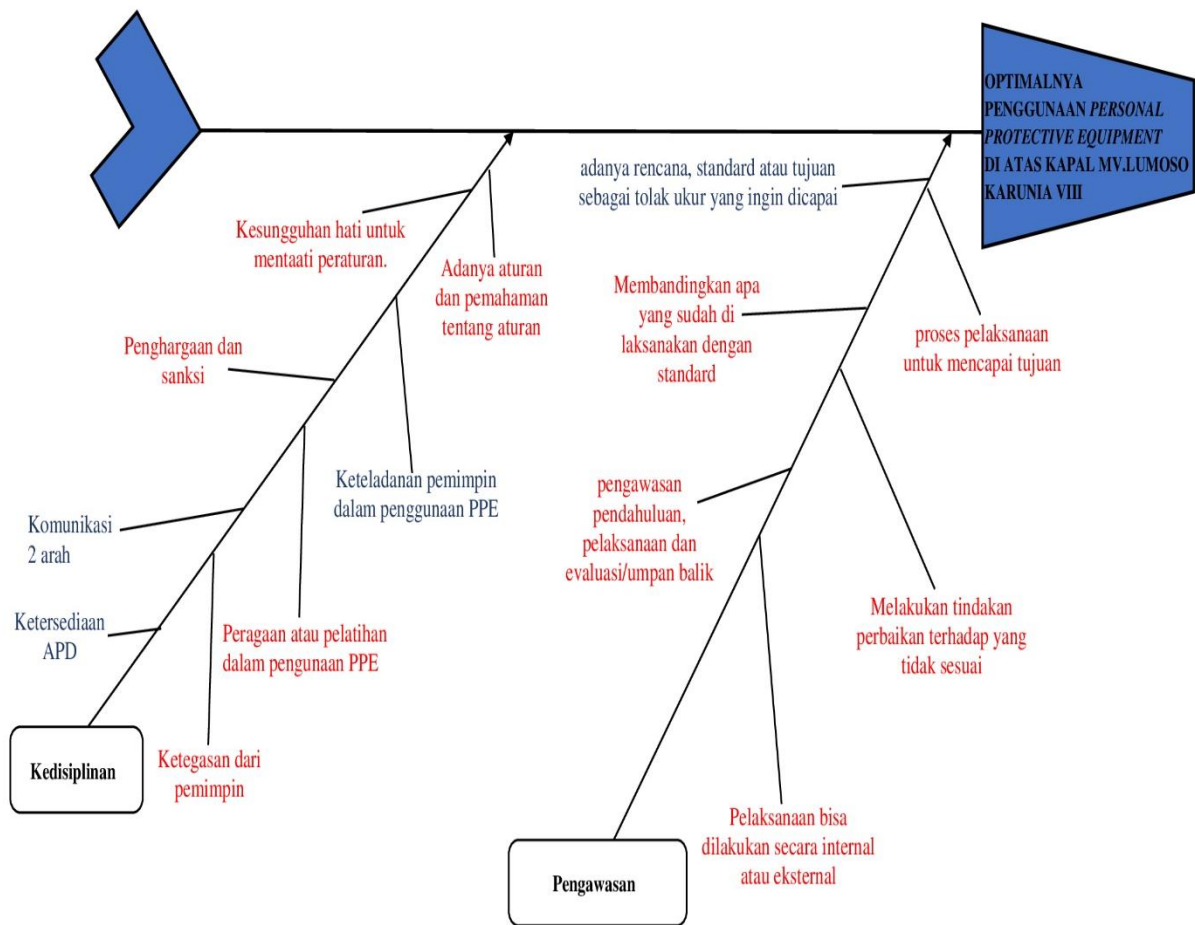 OPTIMALNYA
PENGGUNAAN PERSONAL
PROTECTIVE EQUIPMENT
DI ATAS KAPAL MV.LUMOSO
KARUNIA VIII
adanya rencana, standard atau tujuan
sebagai tolak ukur yang ingin dicapai
Kesungguhan hati untuk
mentaati peraturan.
Adanya aturan
dan pemahaman
tentang aturan
Membandingkan apa
yang sudah di
laksanakan dengan
standard
proses pelaksanaan
untuk mencapai tujuan
Penghargaan dan
sanksi
Keteladanan pemimpin
dalam penggunaan PPE
pengawasan
pendahuluan,
pelaksanaan dan
evaluasi/umpan balik
Komunikasi
2 arah
Melakukan tindakan
perbaikan terhadap yang
tidak sesuai
Ketersediaan
APD
Peragaan atau pelatihan
dalam pengunaan PPE
Kedisiplinan
Ketegasan dari
pemimpin
Pelaksanaan bisa
dilakukan secara internal
atau eksternal
Pengawasan